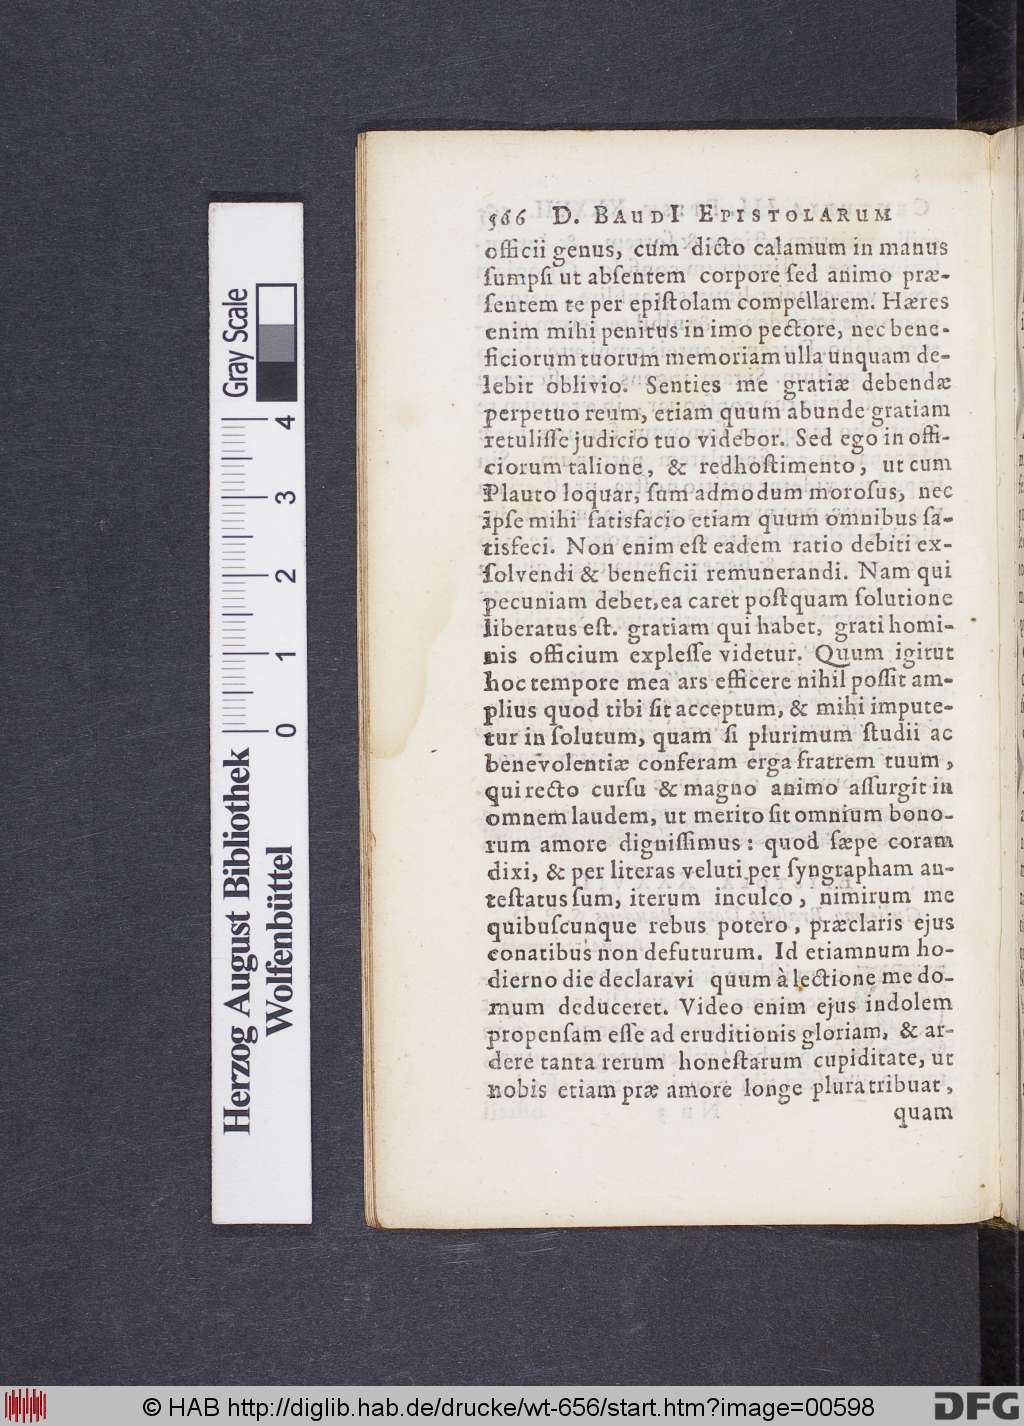 566 D. BAUDI EPISTOLARUM
officii genus, cum dicto calamum in manus
ſumpſi ut abſentem corpore ſed animo præ-
ſentem te per epiſtolam compellarem. Hæres
enim mihi penitus in imo pectore, nec bene-
ficiorum tuorum memoriam ulla unquam de-
lebit oblivio. Senties me gratiæ debendæ
perpetuo reum, etiam quum abunde gratiam
retuliſſe judicio tuo videbor. Sed ego in offi-
ciorum talione, & redhoſtimento, ut cum
Plauto loquar, ſum admodum moroſus, nec
ipſe mihi ſatisfacio etiam quum omnibus ſa-
tisfeci. Non enim eſt eadem ratio debiti ex-
ſolvendi & beneficii remunerandi. Nam qui
pecuniam debet, ea caret poſtquam ſolutione
liberatus eſt. gratiam qui habet, grati homi-
nis officium expleſſe videtur. Quum igitut
hoc tempore mea ars efficere nihil poſſit am-
plius quod tibi ſit acceptum, & mihi impute-
tur in ſolutum, quam ſi plurimum ſtudii ac
benevolentiæ conferam erga fratrem tuum,
qui recto curſu & magno animo aſſurgit in
omnem laudem, ut merito ſit omnium bono-
rum amore digniſſimus: quod ſæpe coram
dixi, & per literas veluti per ſyngrapham an-
teſtatus ſum, iterum inculco, nimirum me
quibuſcunque rebus potero, præclaris ejus
conatibus non defuturum. Id etiamnum ho-
dierno die declaravi quum à lectione me do-
mum deduceret. Video enim ejus indolem
propenſam eſſe ad eruditionis gloriam, & ar-
dere tanta rerum honeſtarum cupiditate, ut
nobis etiam præ amore longe plura tribuat,
quam
Herzog August Bibliothek
Wolfenbüttel
0 1 2 3 4
Gray Scale
© HAB http://diglib.hab.de/drucke/wt-656/start.htm?image=00598
DFG